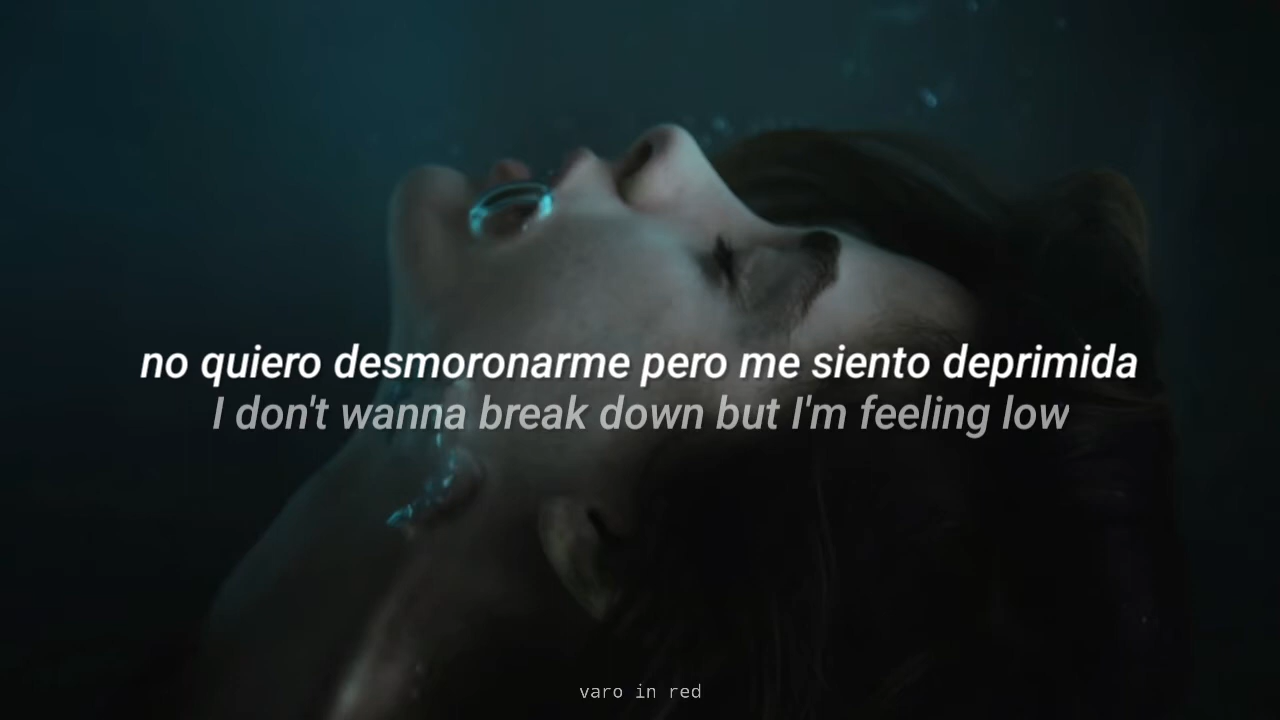 no quiero desmoronarme pero me siento deprimida
I don't wanna break down but I'm feeling low
varo in red